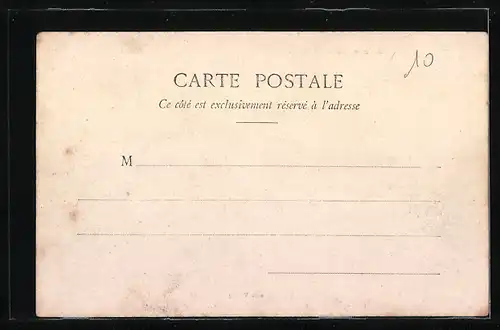 10
CARTE POSTALE
Ce côté est exclusivement réservé à l'adresse
M